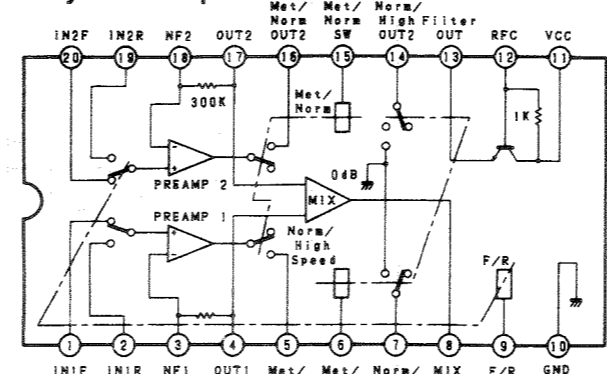 Met/ Met/ Norm/
Norm Norm High Filter
IN2F IN2R NF2 OUT2 OUT2 SW OUT2 OUT RFC VCC
20 19 18 17 16 15 14 13 12 11
300K
Met/
Norm
1K
0dB
PREAMP 2
MIX
PREAMP 1
Norm/
High
Speed
F/R
1 2 3 4 5 6 7 8 9 10
IN1F IN1R NF1 OUT1 Met/ Met/ Norm/ MIX F/R GND